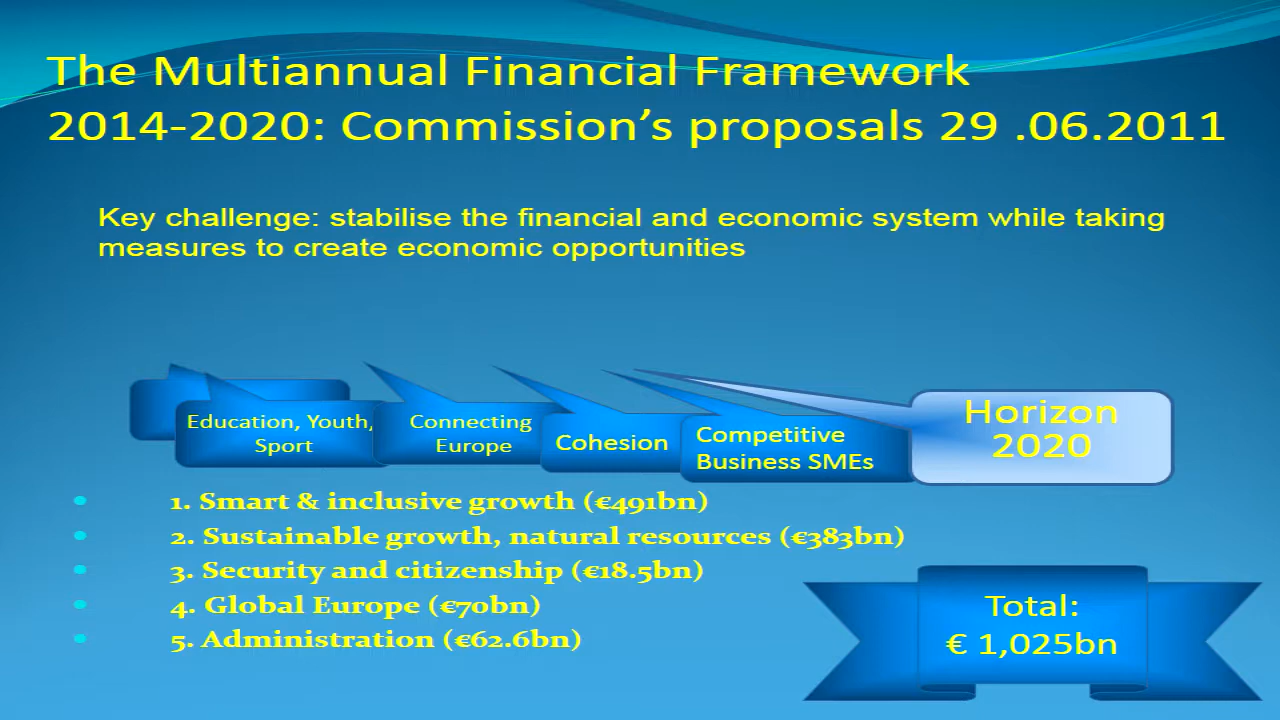 The Multiannual Financial Framework
2014-2020: Commission’s proposals 29 .06.2011
Key challenge: stabilise the financial and economic system while taking
measures to create economic opportunities
Education, Youth,
Sport
Connecting
Europe
Cohesion
Competitive
Business SMEs
Horizon
2020
1. Smart & inclusive growth (€491bn)
2. Sustainable growth, natural resources (€383bn)
3. Security and citizenship (€18.5bn)
4. Global Europe (€70bn)
5. Administration (€62.6bn)
Total:
€ 1,025bn